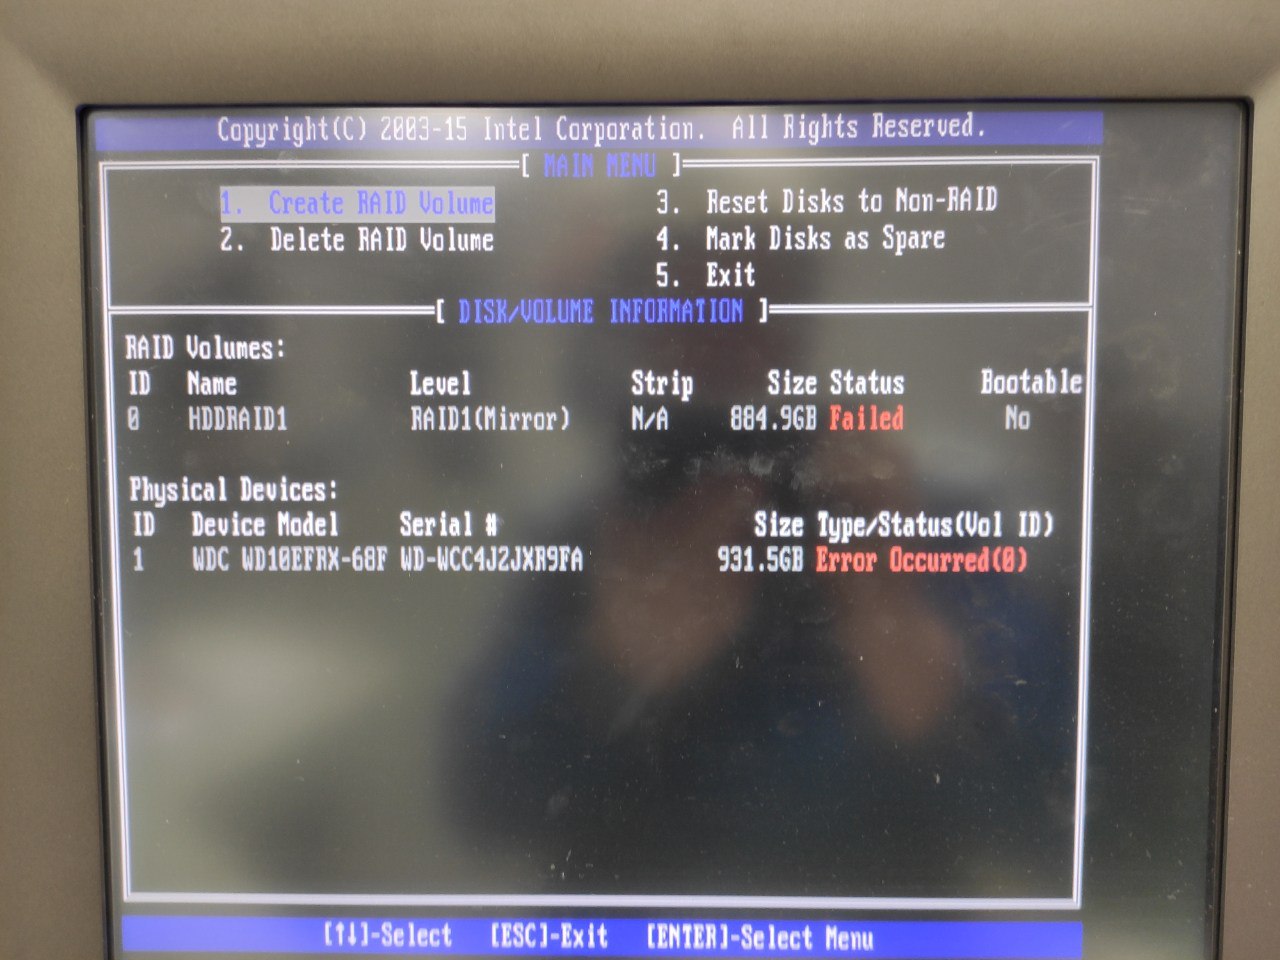 Copyright(C) 2003-15 Intel Corporation. All Rights Reserved.
[ MAIN MENU ]
1. Create RAID Volume 3. Reset Disks to Non-RAID
2. Delete RAID Volume 4. Mark Disks as Spare
5. Exit
[ DISK/VOLUME INFORMATION ]
RAID Volumes:
ID Name Level Strip Size Status Bootable
0 HDDRAID1 RAID1(Mirror) N/A 884.9GB Failed No
Physical Devices:
ID Device Model Serial # Size Type/Status(Vol ID)
1 WDC WD10EFRX-68F WD-WCC4J2JXR9FA 931.5GB Error Occurred(0)
[↑↓]-Select [ESC]-Exit [ENTER]-Select Menu